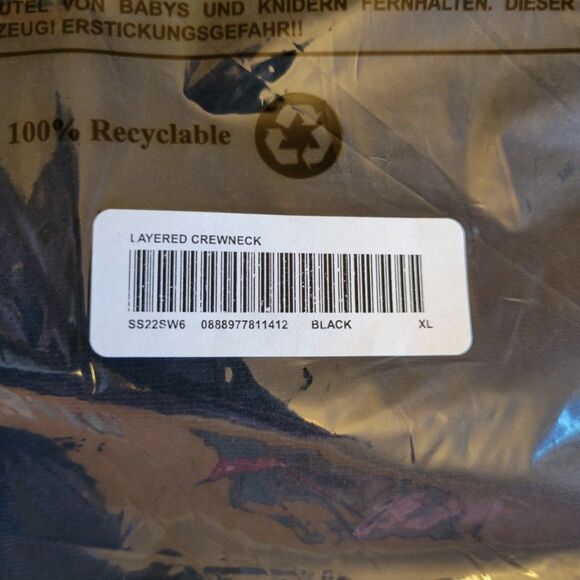 UTEL VON BABYS UND KNIDERN FERNHALTEN. DIESER
ZEUG! ERSTICKUNGSGEFAHR!!
100% Recyclable
LAYERED CREWNECK
SS22SW6 0888977811412 BLACK XL